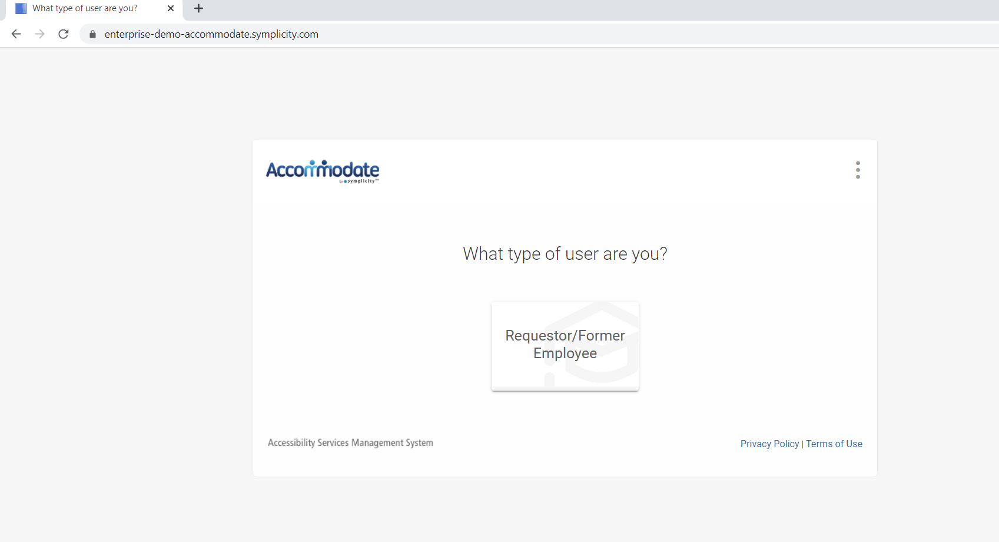 What type of user are you?
enterprise-demo-accommodate.symplicity.com
Accommodate
by symplicity™
What type of user are you?
Requestor/Former
Employee
Accessibility Services Management System
Privacy Policy | Terms of Use